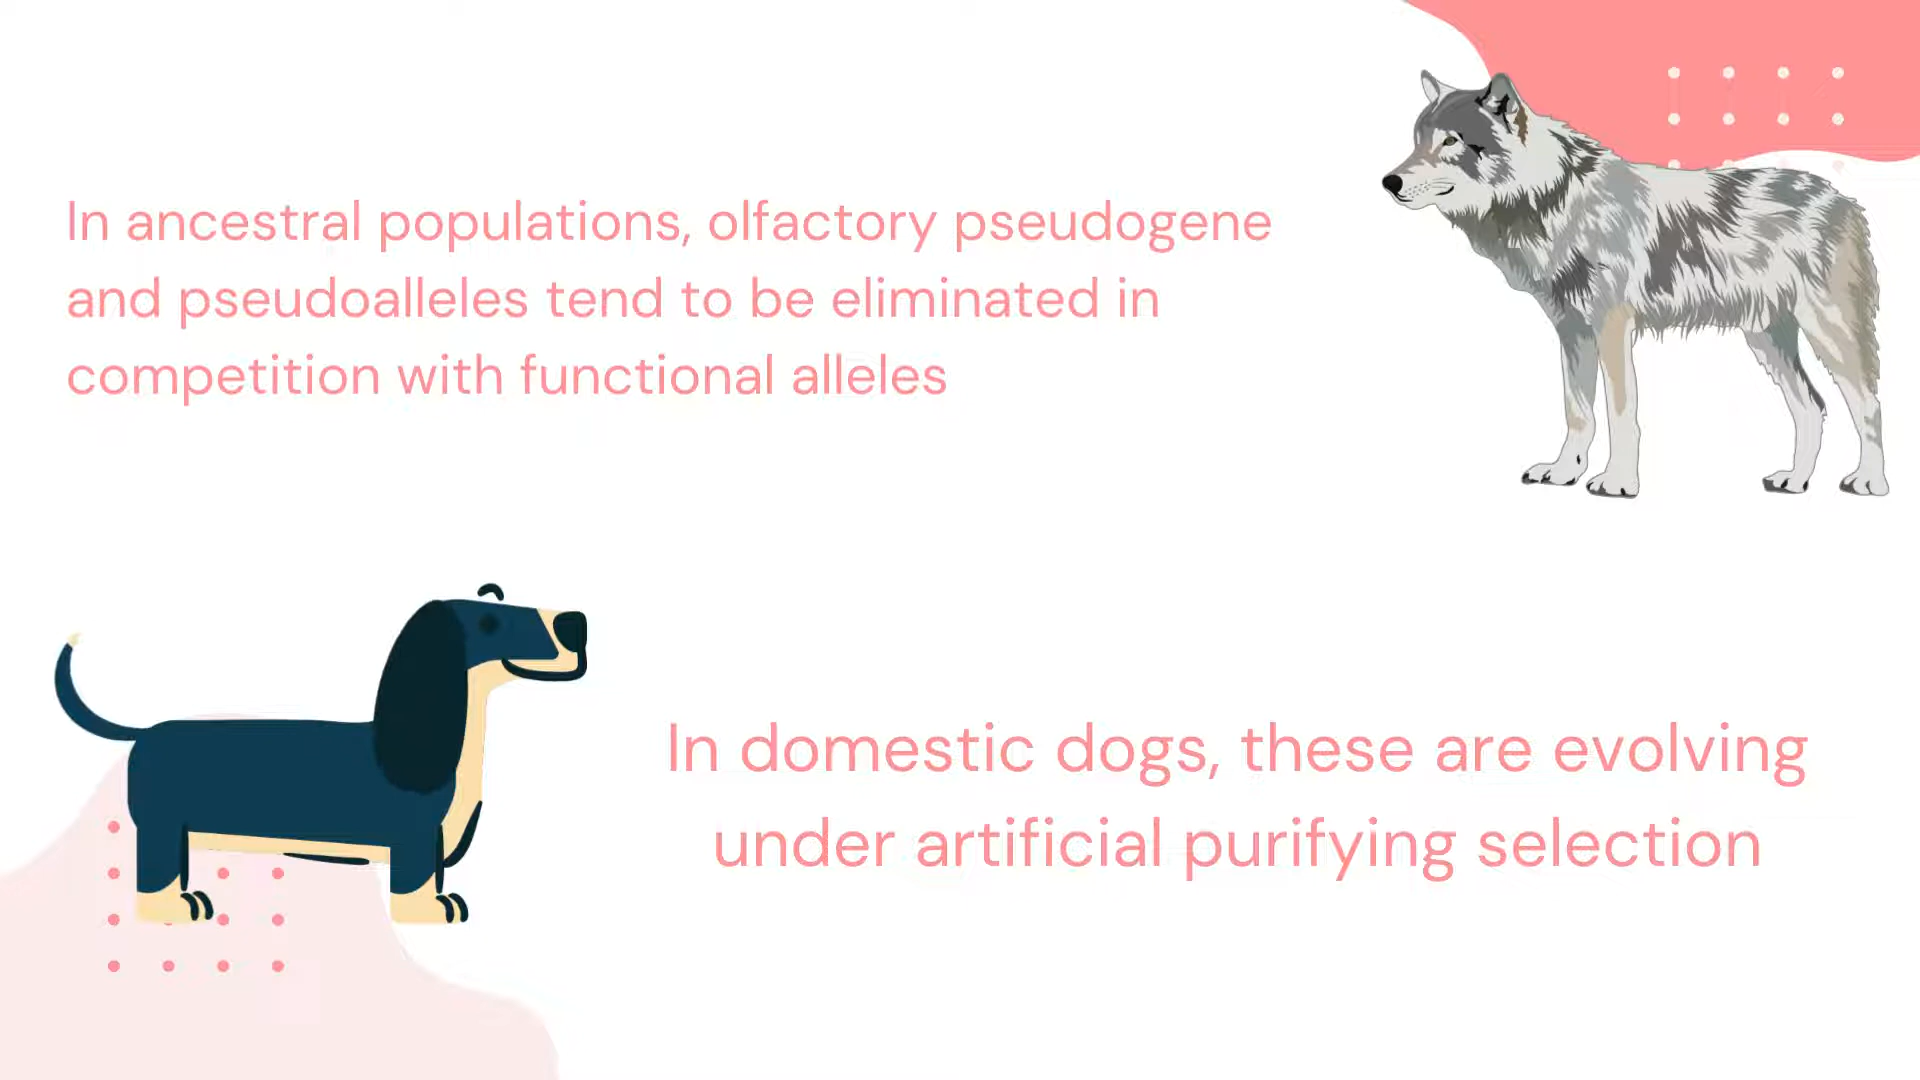 In ancestral populations, olfactory pseudogene
and pseudoalleles tend to be eliminated in
competition with functional alleles
In domestic dogs, these are evolving
under artificial purifying selection